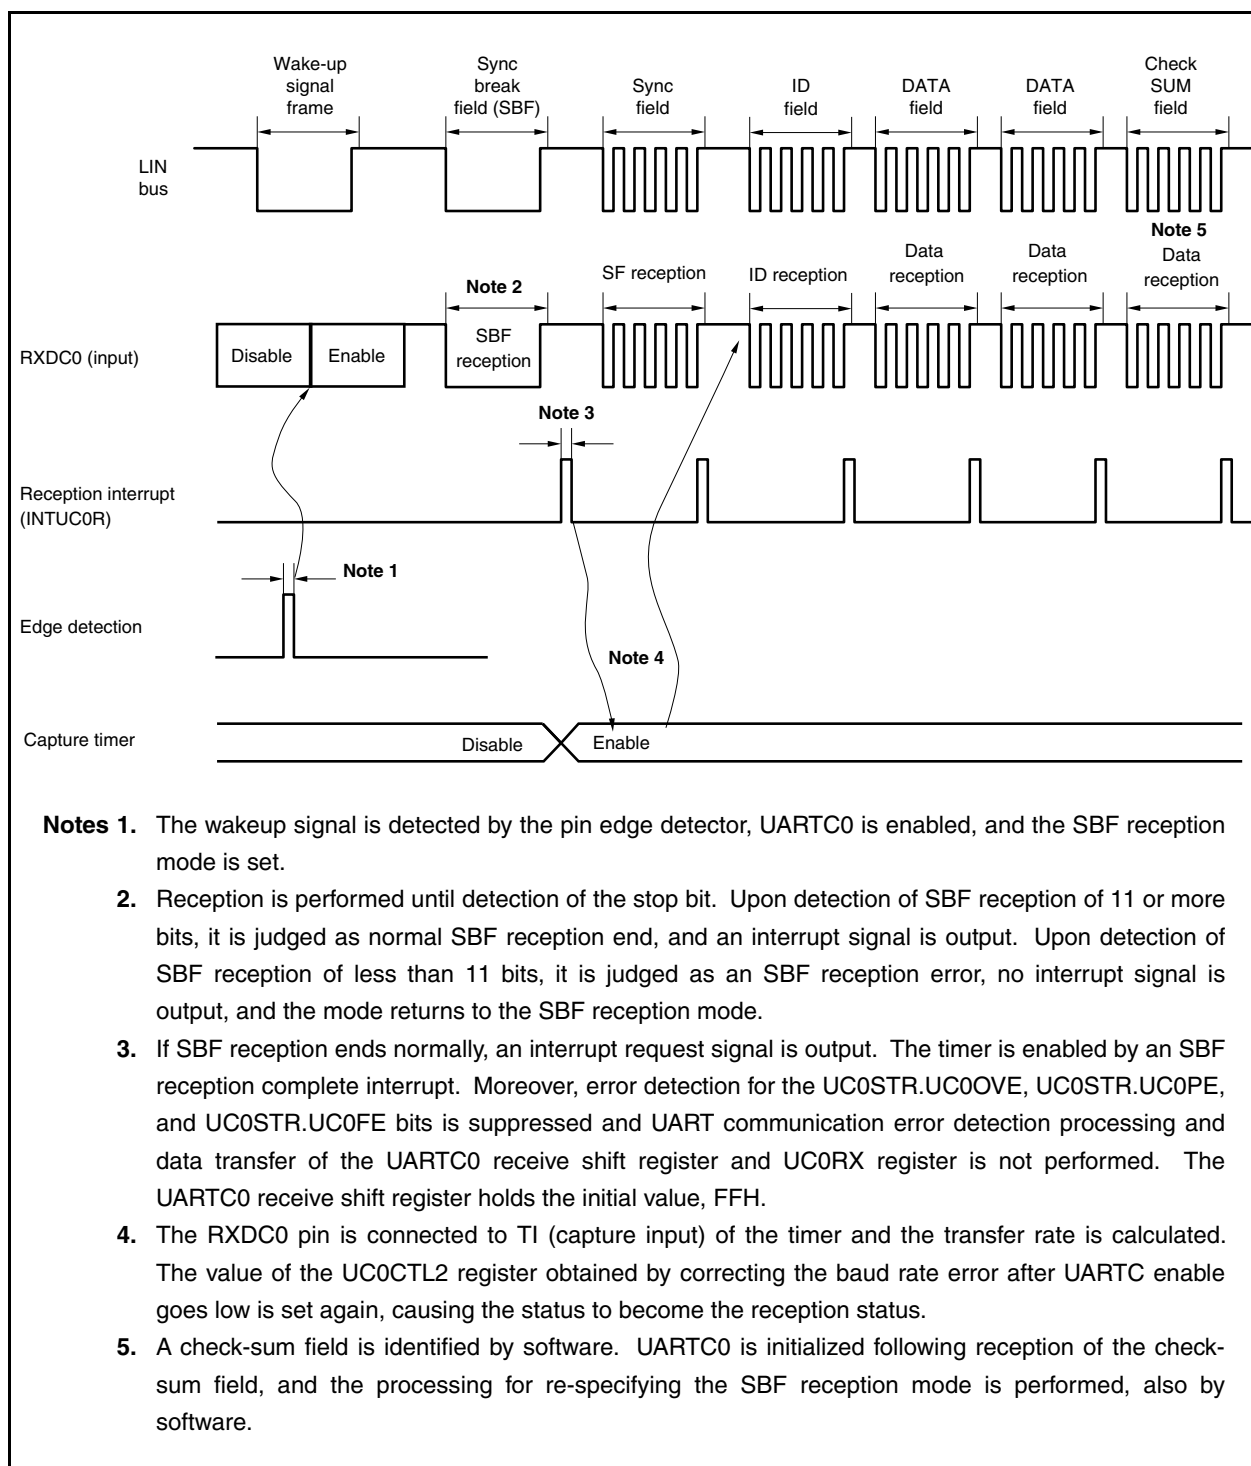 Wake-up
signal
frame
Sync
break
field (SBF)
Sync
field
ID
field
DATA
field
DATA
field
Check
SUM
field
LIN
bus
Note 5
Note 2
SF reception
ID reception
Data
reception
Data
reception
Data
reception
RXDC0 (input)
Disable
Enable
SBF
reception
Note 3
Reception interrupt
(INTUC0R)
Note 1
Edge detection
Note 4
Capture timer
Disable
Enable
Notes 1. The wakeup signal is detected by the pin edge detector, UARTC0 is enabled, and the SBF reception
mode is set.
2. Reception is performed until detection of the stop bit. Upon detection of SBF reception of 11 or more
bits, it is judged as normal SBF reception end, and an interrupt signal is output. Upon detection of
SBF reception of less than 11 bits, it is judged as an SBF reception error, no interrupt signal is
output, and the mode returns to the SBF reception mode.
3. If SBF reception ends normally, an interrupt request signal is output. The timer is enabled by an SBF
reception complete interrupt. Moreover, error detection for the UC0STR.UC0OVE, UC0STR.UC0PE,
and UC0STR.UC0FE bits is suppressed and UART communication error detection processing and
data transfer of the UARTC0 receive shift register and UC0RX register is not performed. The
UARTC0 receive shift register holds the initial value, FFH.
4. The RXDC0 pin is connected to TI (capture input) of the timer and the transfer rate is calculated.
The value of the UC0CTL2 register obtained by correcting the baud rate error after UARTC enable
goes low is set again, causing the status to become the reception status.
5. A check-sum field is identified by software. UARTC0 is initialized following reception of the check-
sum field, and the processing for re-specifying the SBF reception mode is performed, also by
software.